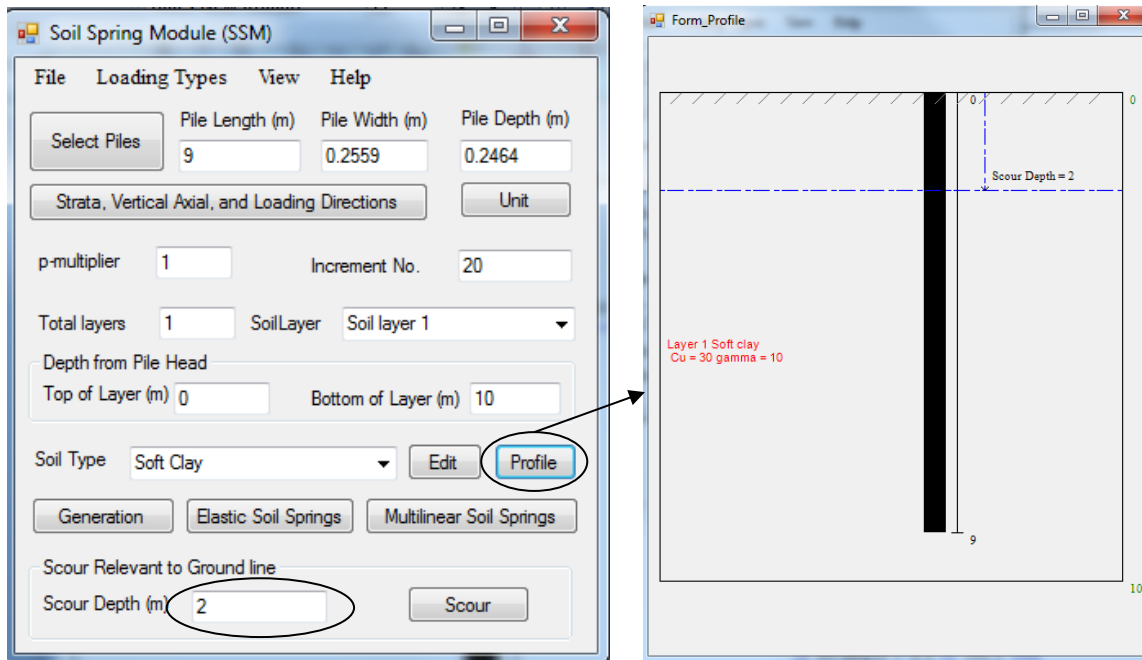 Soil Spring Module (SSM)
File Loading Types View Help
Select Piles
Pile Length (m) Pile Width (m) Pile Depth (m)
9 0.2559 0.2464
Strata, Vertical Axial, and Loading Directions Unit
p-multiplier 1 Increment No. 20
Total layers 1 SoilLayer Soil layer 1
Depth from Pile Head
Top of Layer (m) 0 Bottom of Layer (m) 10
Soil Type Soft Clay Edit Profile
Generation Elastic Soil Springs Multilinear Soil Springs
Scour Relevant to Ground line
Scour Depth (m) 2 Scour
Form_Profile
0 0
Scour Depth = 2
Layer 1 Soft clay
Cu = 30 gamma = 10
9
10